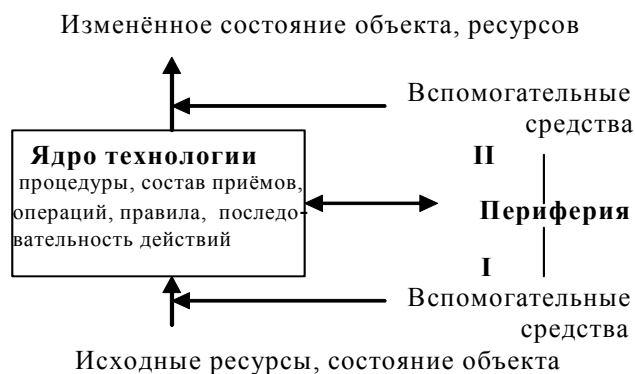 Изменённое состояние объекта, ресурсов
Вспомогательные
средства
Ядро технологии
процедуры, состав приёмов,
операций, правила, последо-
вательность действий
II
Периферия
I
Вспомогательные
средства
Исходные ресурсы, состояние объекта